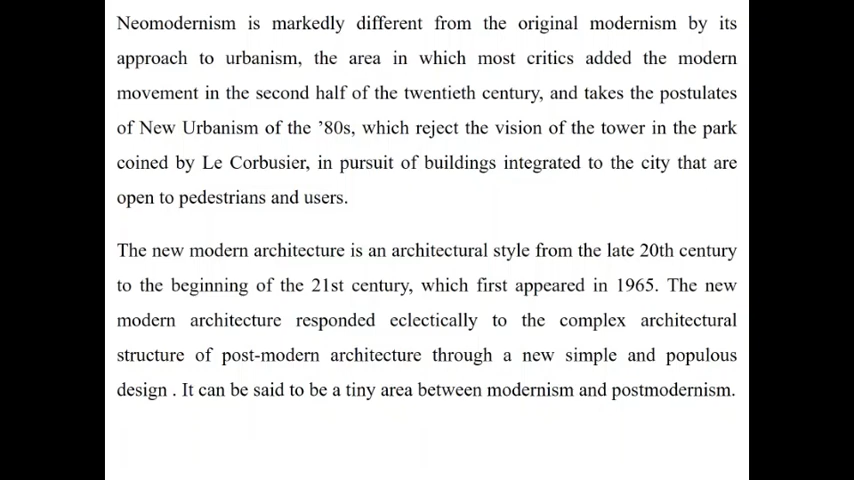 Neomodernism is markedly different from the original modernism by its
approach to urbanism, the area in which most critics added the modern
movement in the second half of the twentieth century, and takes the postulates
of New Urbanism of the ’80s, which reject the vision of the tower in the park
coined by Le Corbusier, in pursuit of buildings integrated to the city that are
open to pedestrians and users.
The new modern architecture is an architectural style from the late 20th century
to the beginning of the 21st century, which first appeared in 1965. The new
modern architecture responded eclectically to the complex architectural
structure of post-modern architecture through a new simple and populous
design . It can be said to be a tiny area between modernism and postmodernism.